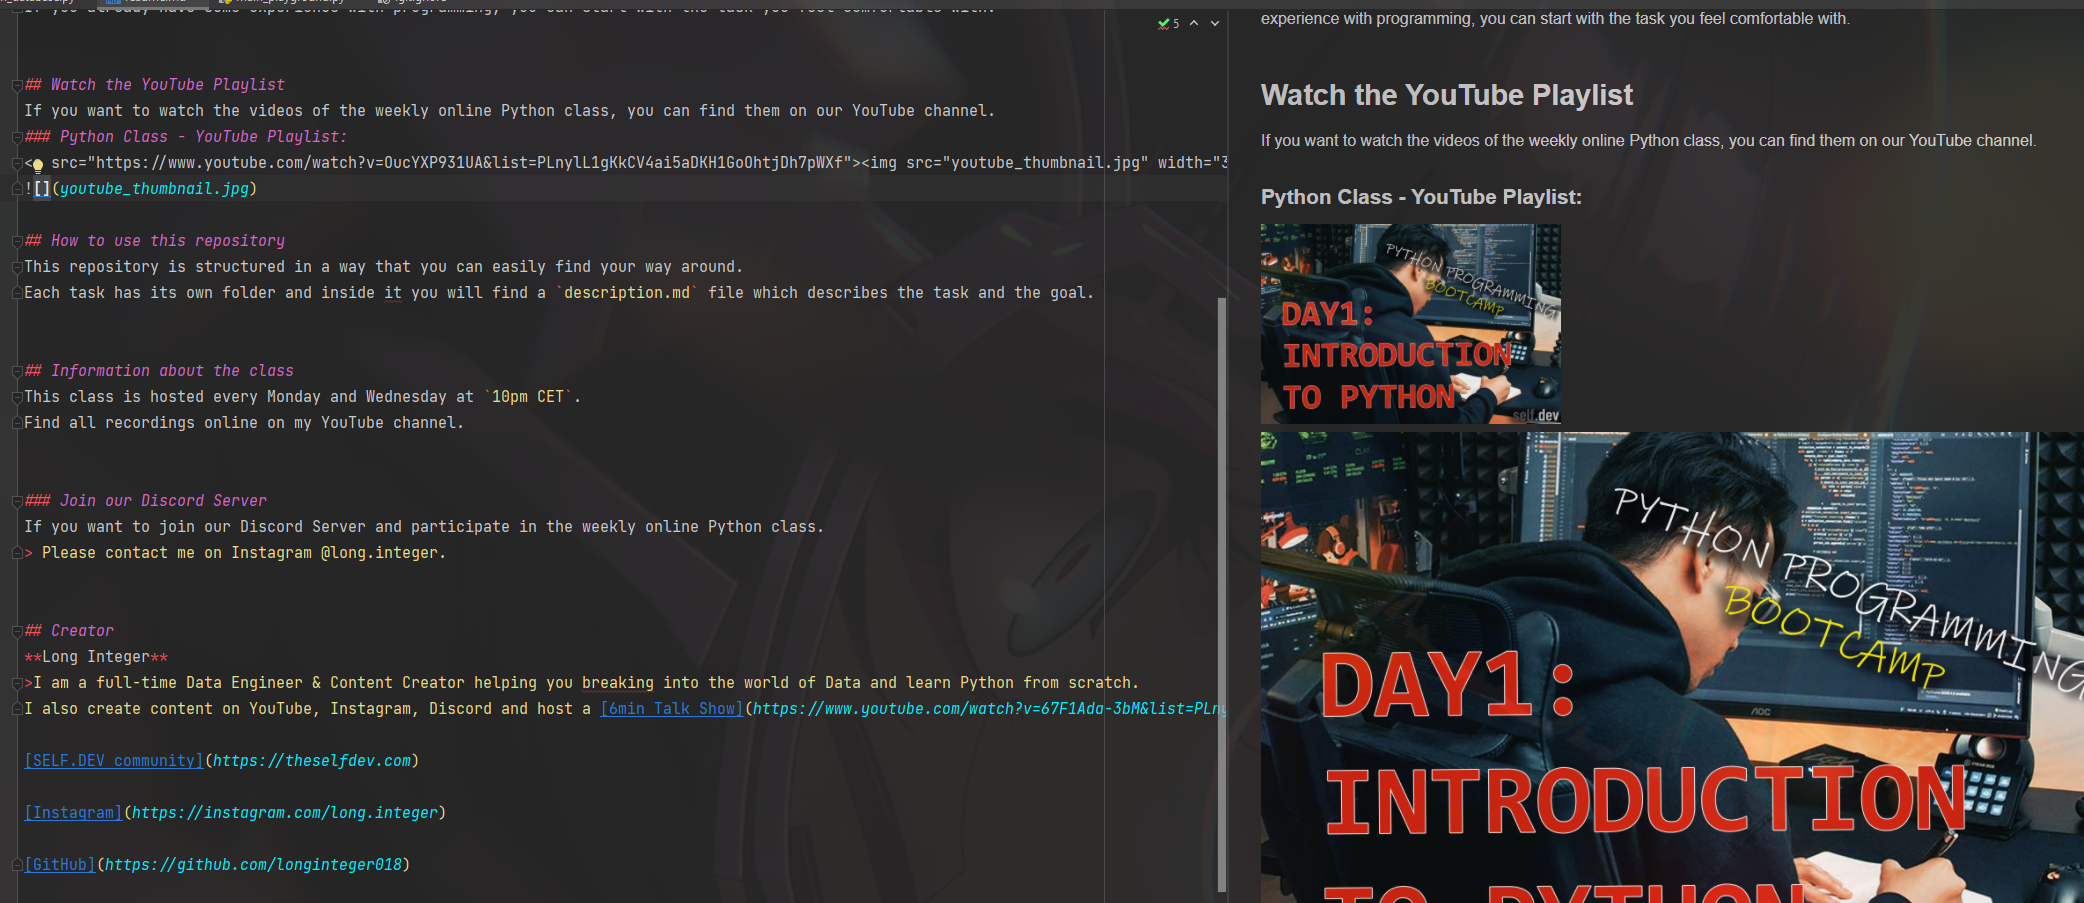 ## Watch the YouTube Playlist
If you want to watch the videos of the weekly online Python class, you can find them on our YouTube channel.
### Python Class - YouTube Playlist:
< src="https://www.youtube.com/watch?v=OucYXP931UA&list=PLnylL1gKkCV4ai5aDKH1GoOhtjDh7pWXf"><img src="youtube_thumbnail.jpg" width="3
![](youtube_thumbnail.jpg)
## How to use this repository
This repository is structured in a way that you can easily find your way around.
Each task has its own folder and inside it you will find a `description.md` file which describes the task and the goal.
## Information about the class
This class is hosted every Monday and Wednesday at `10pm CET`.
Find all recordings online on my YouTube channel.
### Join our Discord Server
If you want to join our Discord Server and participate in the weekly online Python class.
> Please contact me on Instagram @long.integer.
## Creator
**Long Integer**
>I am a full-time Data Engineer & Content Creator helping you breaking into the world of Data and learn Python from scratch.
I also create content on YouTube, Instagram, Discord and host a [6min Talk Show](https://www.youtube.com/watch?v=67F1Ada-3bM&list=PLny
[SELF.DEV community](https://theselfdev.com)
[Instagram](https://instagram.com/long.integer)
[GitHub](https://github.com/longinteger018)
5
experience with programming, you can start with the task you feel comfortable with.
Watch the YouTube Playlist
If you want to watch the videos of the weekly online Python class, you can find them on our YouTube channel.
Python Class - YouTube Playlist:
PYTHON PROGRAMMING
BOOTCAMP
DAY1:
INTRODUCTION
TO PYTHON
self.dev
PYTHON PROGRAMMING
BOOTCAMP
AOC
DAY1:
INTRODUCTION
TO PYTHON